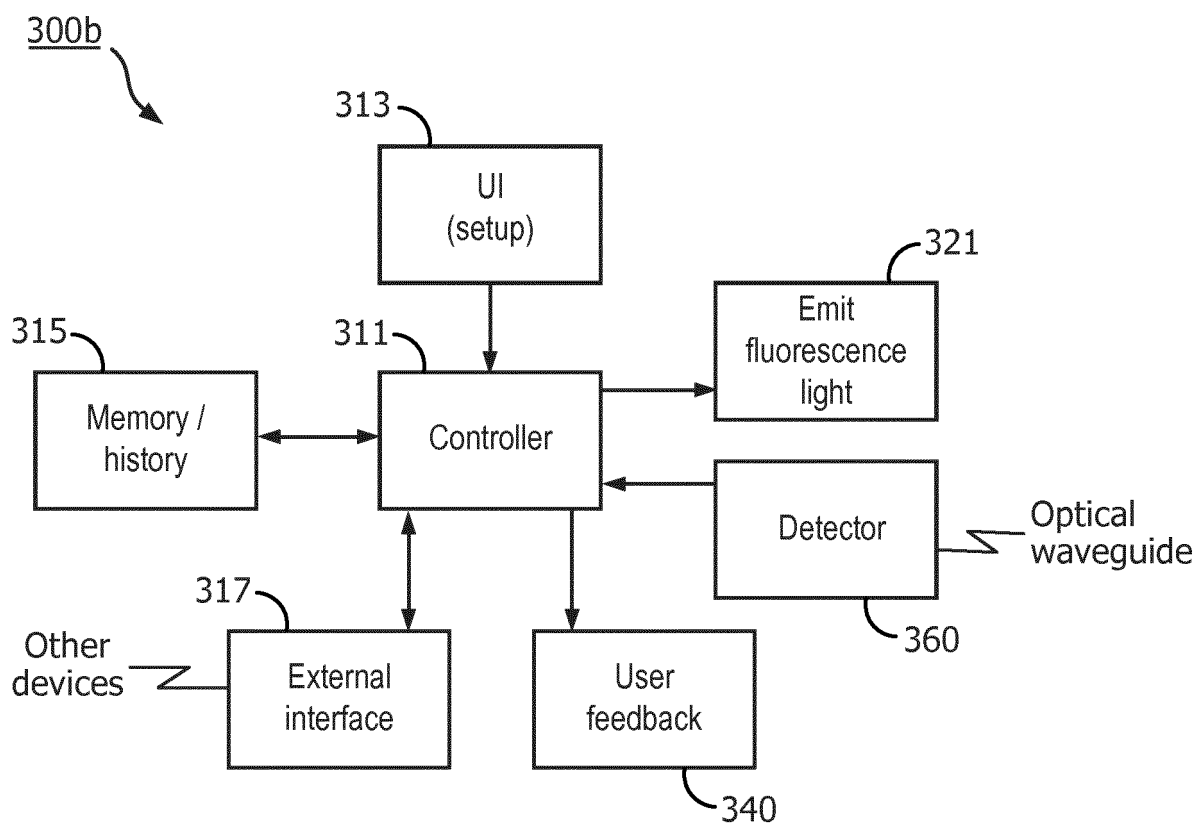 300b
313
UI
(setup)
321
Emit
fluorescence
light
315
Memory /
history
311
Controller
Detector
Optical
waveguide
360
317
Other
devices
External
interface
User
feedback
340